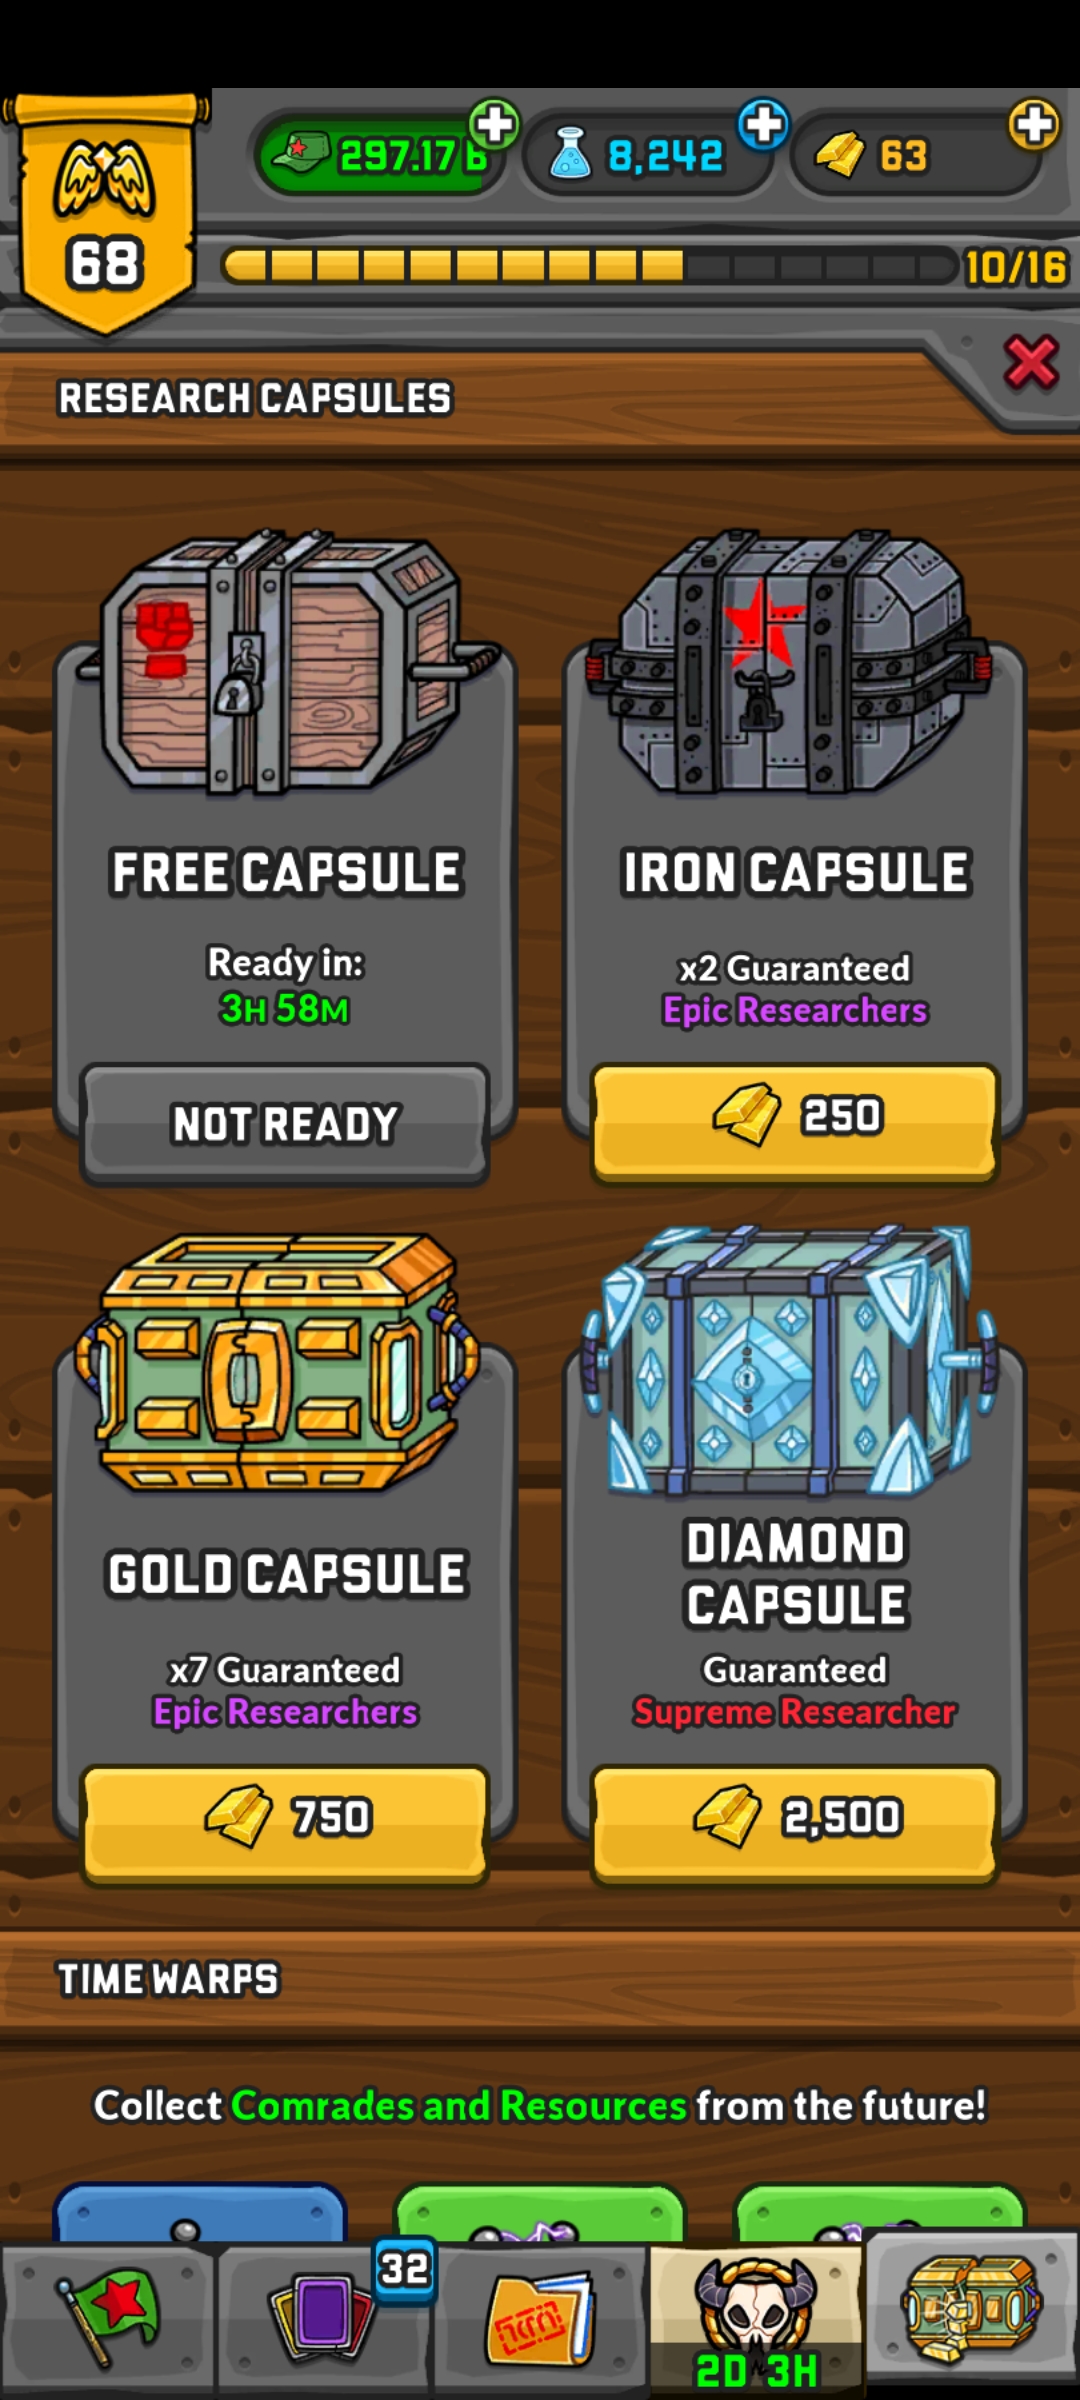 297.17 B
8,242
63
68
10/16
RESEARCH CAPSULES
FREE CAPSULE
Ready in:
3H 58M
NOT READY
IRON CAPSULE
x2 Guaranteed
Epic Researchers
250
GOLD CAPSULE
x7 Guaranteed
Epic Researchers
750
DIAMOND
CAPSULE
Guaranteed
Supreme Researcher
2,500
TIME WARPS
Collect Comrades and Resources from the future!
32
2D 3H